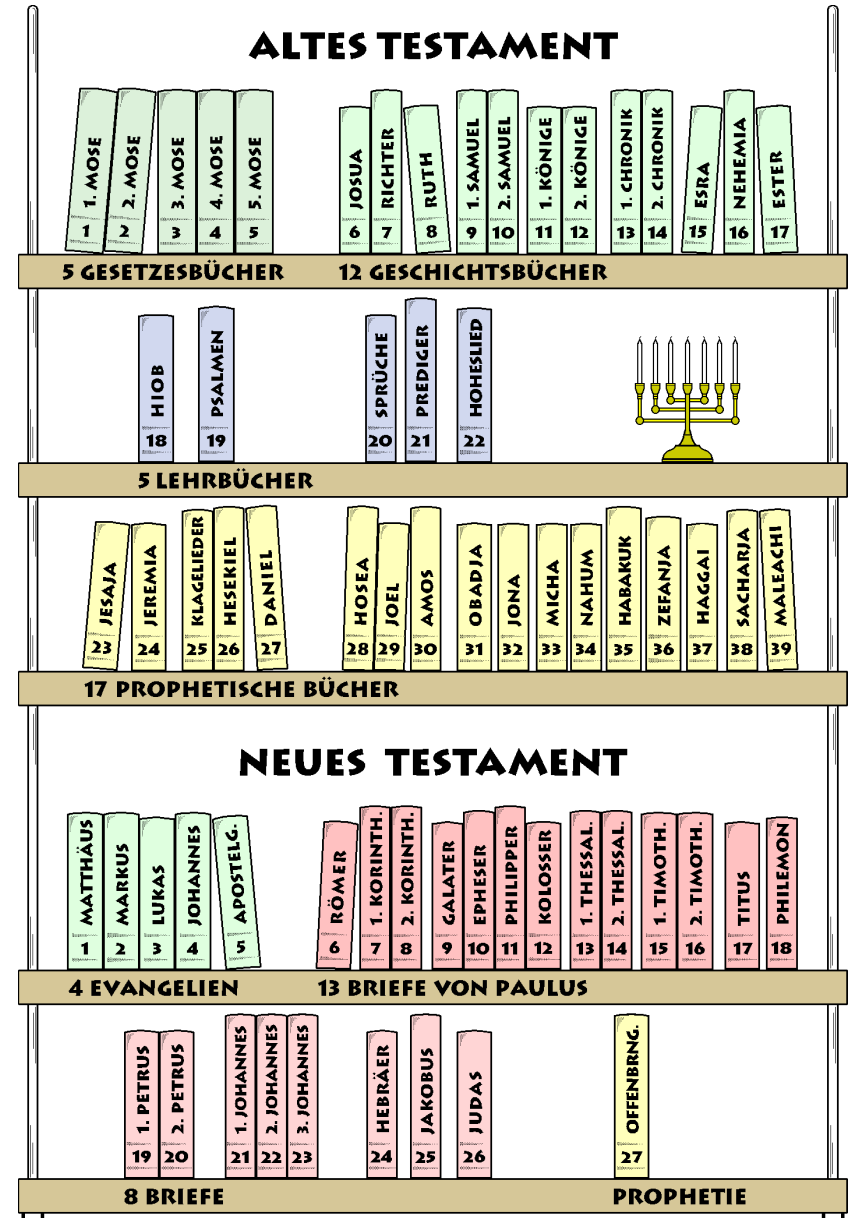 ALTES TESTAMENT
1. MOSE 1
2. MOSE 2
3. MOSE 3
4. MOSE 4
5. MOSE 5
JOSUA 6
RICHTER 7
RUTH 8
1. SAMUEL 9
2. SAMUEL 10
1. KÖNIGE 11
2. KÖNIGE 12
1. CHRONIK 13
2. CHRONIK 14
ESRA 15
NEHEMIA 16
ESTER 17
5 GESETZESBÜCHER
12 GESCHICHTSBÜCHER
HIOB 18
PSALMEN 19
SPRÜCHE 20
PREDIGER 21
HOHESLIED 22
5 LEHRBÜCHER
JESAJA 23
JEREMIA 24
KLAGELIEDER 25
HESEKIEL 26
DANIEL 27
HOSEA 28
JOEL 29
AMOS 30
OBADJA 31
JONA 32
MICHA 33
NAHUM 34
HABAKUK 35
ZEFANJA 36
HAGGAI 37
SACHARJA 38
MALEACHI 39
17 PROPHETISCHE BÜCHER
NEUES TESTAMENT
MATTHÄUS 1
MARKUS 2
LUKAS 3
JOHANNES 4
APOSTELG. 5
RÖMER 6
1. KORINTH. 7
2. KORINTH. 8
GALATER 9
EPHESER 10
PHILIPPER 11
KOLOSSER 12
1. THESSAL. 13
2. THESSAL. 14
1. TIMOTH. 15
2. TIMOTH. 16
TITUS 17
PHILEMON 18
4 EVANGELIEN
13 BRIEFE VON PAULUS
1. PETRUS 19
2. PETRUS 20
1. JOHANNES 21
2. JOHANNES 22
3. JOHANNES 23
HEBRÄER 24
JAKOBUS 25
JUDAS 26
OFFENBRNG. 27
8 BRIEFE
PROPHETIE